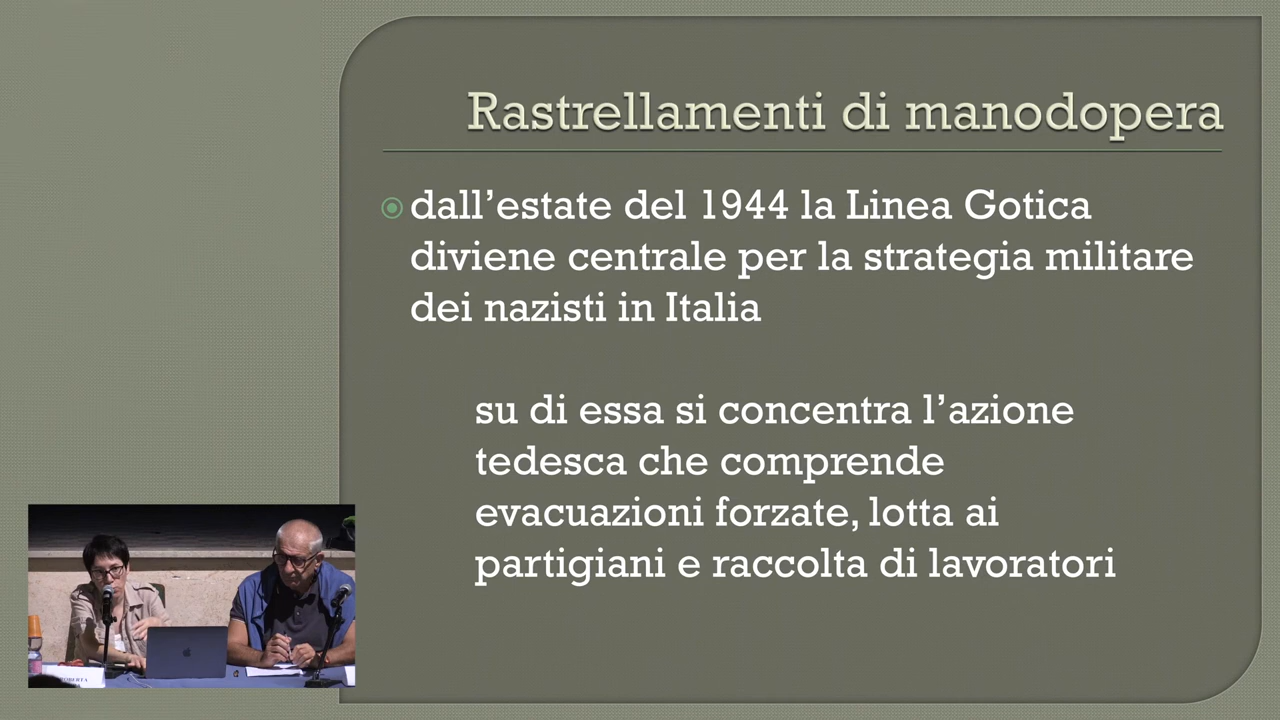 Rastrellamenti di manodopera
dall’estate del 1944 la Linea Gotica
diviene centrale per la strategia militare
dei nazisti in Italia
su di essa si concentra l’azione
tedesca che comprende
evacuazioni forzate, lotta ai
partigiani e raccolta di lavoratori
ROBERTA